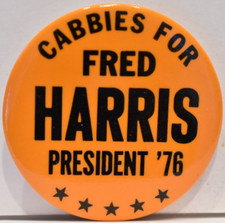 CABBIES FOR
FRED
HARRIS
PRESIDENT '76